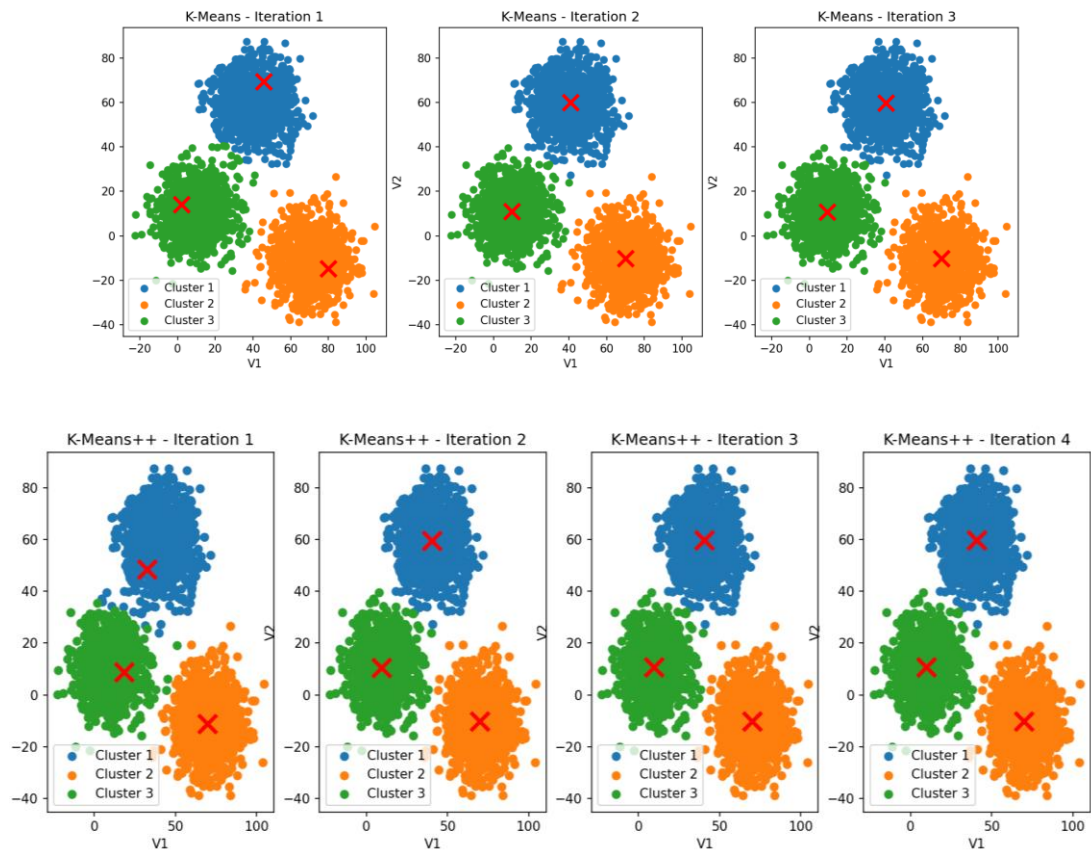 K-Means - Iteration 1
K-Means - Iteration 2
K-Means - Iteration 3
80
60
40
20
0
−20
−40
Cluster 1
Cluster 2
Cluster 3
−20 0 20 40 60 80 100
V1
V2
80
60
40
20
0
−20
−40
Cluster 1
Cluster 2
Cluster 3
−20 0 20 40 60 80 100
V1
V2
80
60
40
20
0
−20
−40
Cluster 1
Cluster 2
Cluster 3
−20 0 20 40 60 80 100
V1
K-Means++ - Iteration 1
K-Means++ - Iteration 2
K-Means++ - Iteration 3
K-Means++ - Iteration 4
80
60
40
20
0
−20
−40
Cluster 1
Cluster 2
Cluster 3
0 50 100
V1
V2
80
60
40
20
0
−20
−40
Cluster 1
Cluster 2
Cluster 3
0 50 100
V1
80
60
40
20
0
−20
−40
Cluster 1
Cluster 2
Cluster 3
0 50 100
V1
V2
80
60
40
20
0
−20
−40
Cluster 1
Cluster 2
Cluster 3
0 50 100
V1